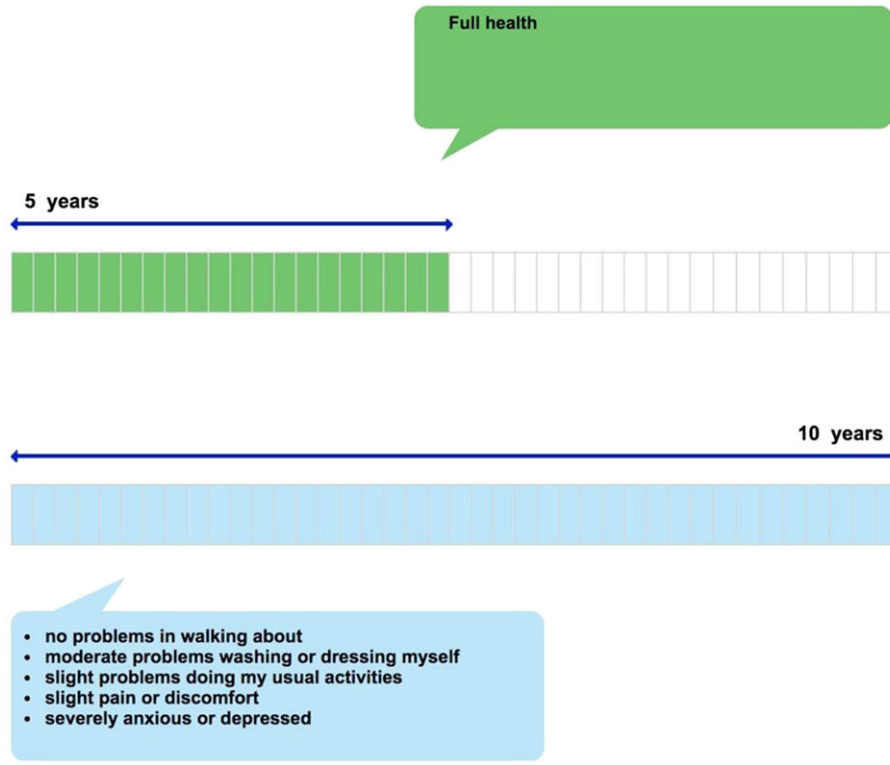 Full health
5 years
10 years
• no problems in walking about
• moderate problems washing or dressing myself
• slight problems doing my usual activities
• slight pain or discomfort
• severely anxious or depressed